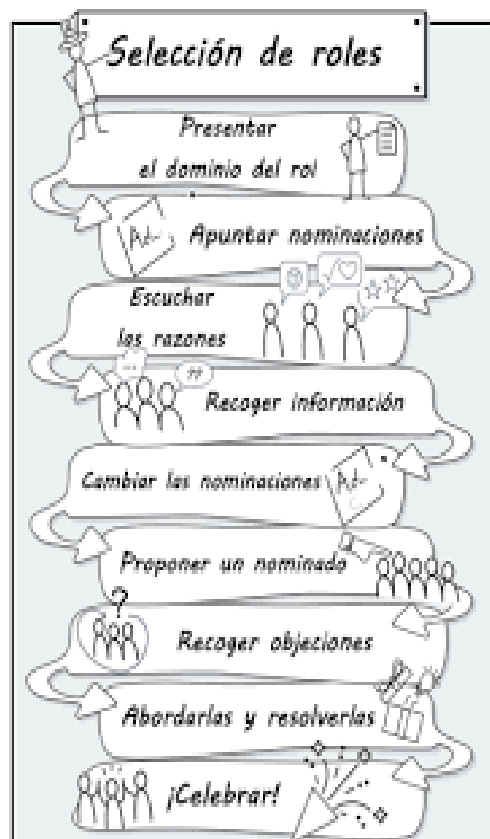 Selección de roles
Presentar
el dominio del rol
Apuntar nominaciones
Escuchar
las razones
Recoger información
Cambiar las nominaciones
Proponer un nominado
Recoger objeciones
Abordarlas y resolverlas
¡Celebrar!